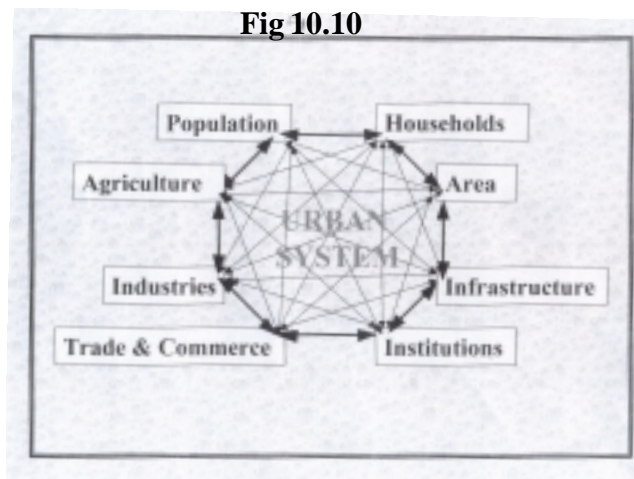 Fig 10.10
Population
Households
Agriculture
Area
URBAN
SYSTEM
Industries
Infrastructure
Trade & Commerce
Institutions